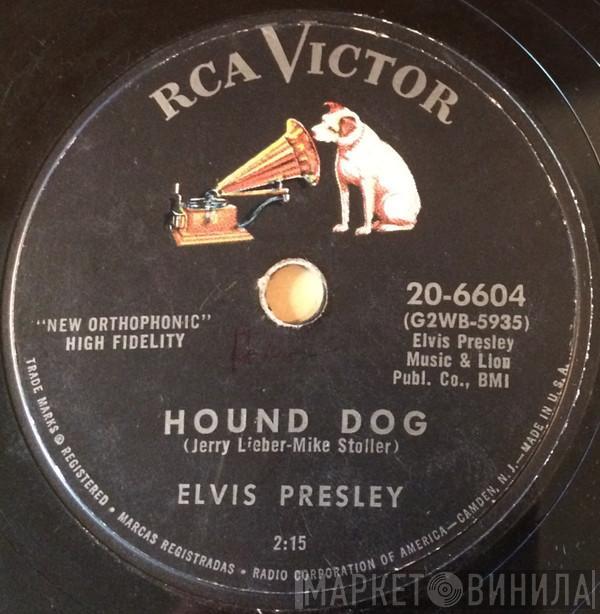 RCA VICTOR
20-6604
(G2WB-5935)
"NEW ORTHOPHONIC"
HIGH FIDELITY
Elvis Presley
Music & Lion
Publ. Co., BMI
HOUND DOG
(Jerry Lieber-Mike Stoller)
ELVIS PRESLEY
2:15
TRADE MARKS ® REGISTERED • MARCAS REGISTRADAS • RADIO CORPORATION OF AMERICA—CAMDEN, N. J.—MADE IN U.S.A.
МАРКЕТ ВИНИЛА